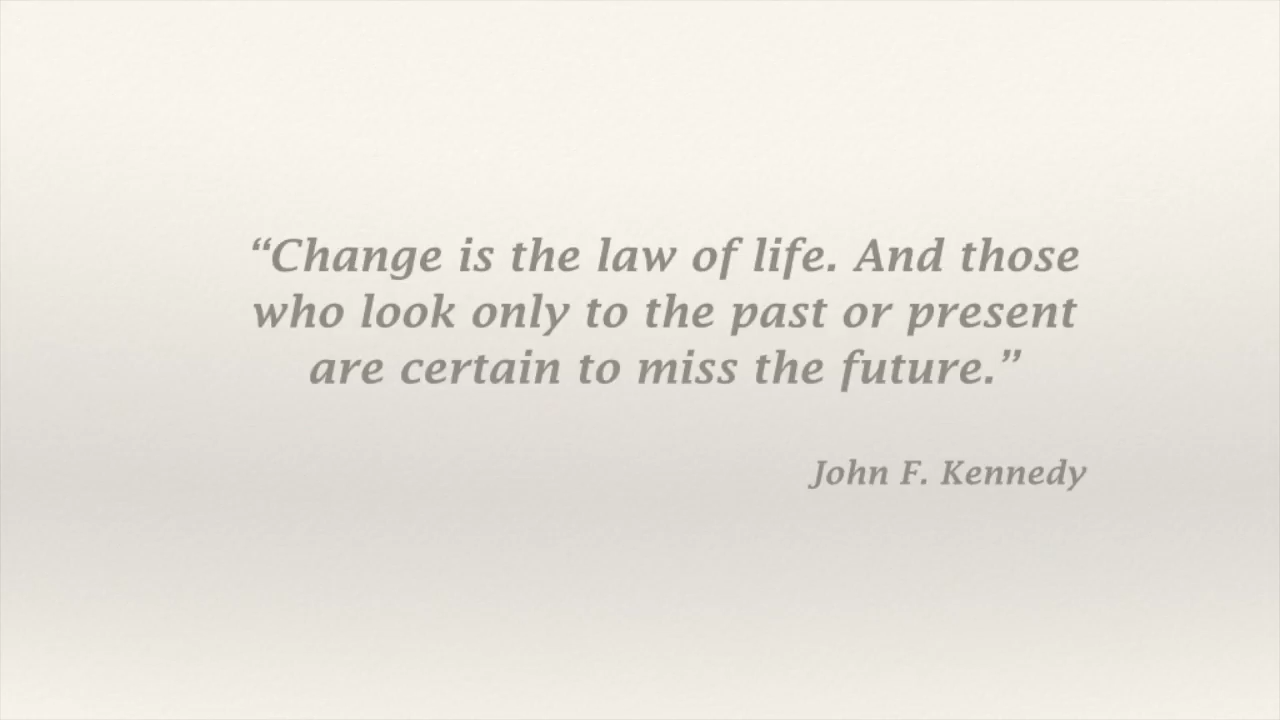 “Change is the law of life. And those
who look only to the past or present
are certain to miss the future.”
John F. Kennedy